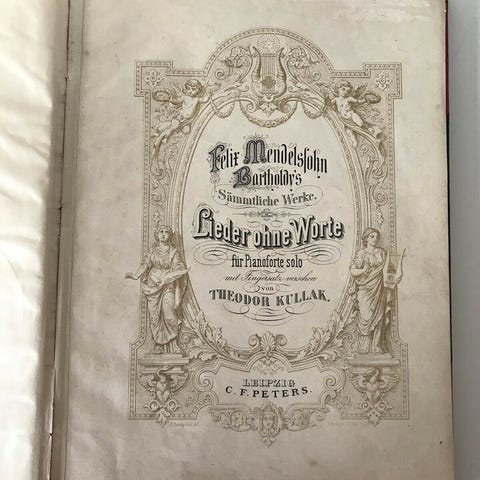 Felix Mendelssohn
Bartholdy's
Sämmtliche Werke.
Lieder ohne Worte
für Pianoforte solo
mit Fingersatz versehen
von
THEODOR KULLAK.
LEIPZIG
C. F. PETERS.